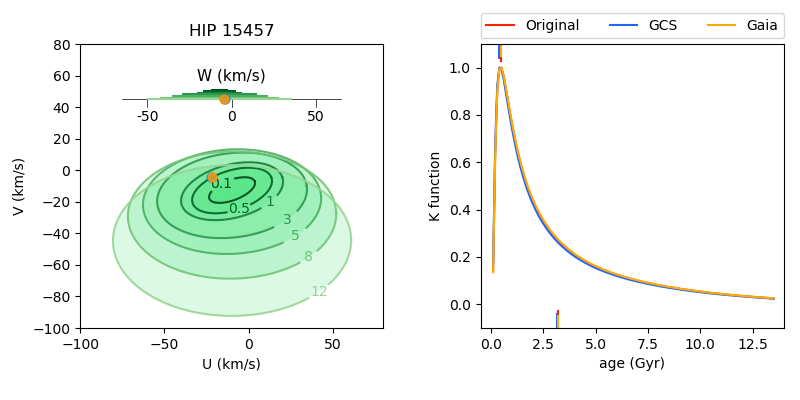 HIP 15457
V (km/s)
80
60
40
20
0
−20
−40
−60
−80
−100
W (km/s)
-50 0 50
0.1
0.5
1
3
5
8
12
−100 −50 0 50
U (km/s)
Original GCS Gaia
K function
1.0
0.8
0.6
0.4
0.2
0.0
0.0 2.5 5.0 7.5 10.0 12.5
age (Gyr)